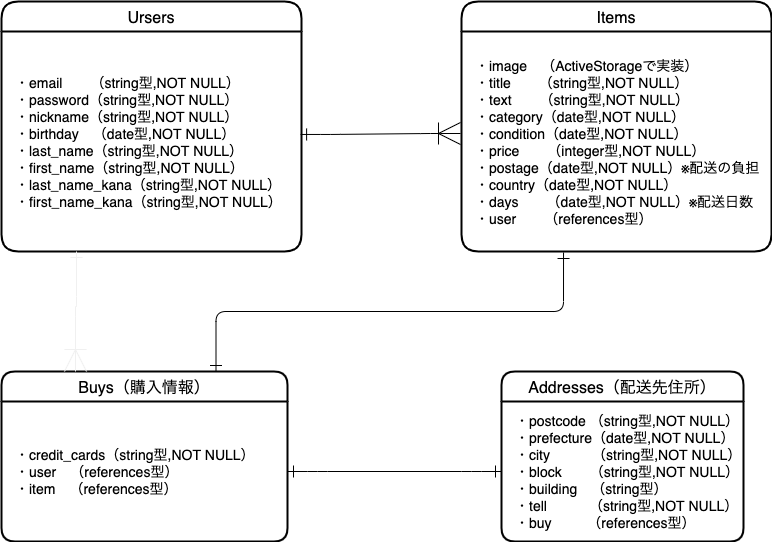 Ursers
・email （string型,NOT NULL）
・password（string型,NOT NULL）
・nickname（string型,NOT NULL）
・birthday （date型,NOT NULL）
・last_name（string型,NOT NULL）
・first_name（string型,NOT NULL）
・last_name_kana（string型,NOT NULL）
・first_name_kana（string型,NOT NULL）
Items
・image （ActiveStorageで実装）
・title （string型,NOT NULL）
・text （string型,NOT NULL）
・category（date型,NOT NULL）
・condition（date型,NOT NULL）
・price （integer型,NOT NULL）
・postage（date型,NOT NULL）※配送の負担
・country（date型,NOT NULL）
・days （date型,NOT NULL）※配送日数
・user （references型）
Buys（購入情報）
・credit_cards（string型,NOT NULL）
・user （references型）
・item （references型）
Addresses（配送先住所）
・postcode （string型,NOT NULL）
・prefecture（date型,NOT NULL）
・city （string型,NOT NULL）
・block （string型,NOT NULL）
・building （string型）
・tell （string型,NOT NULL）
・buy （references型）